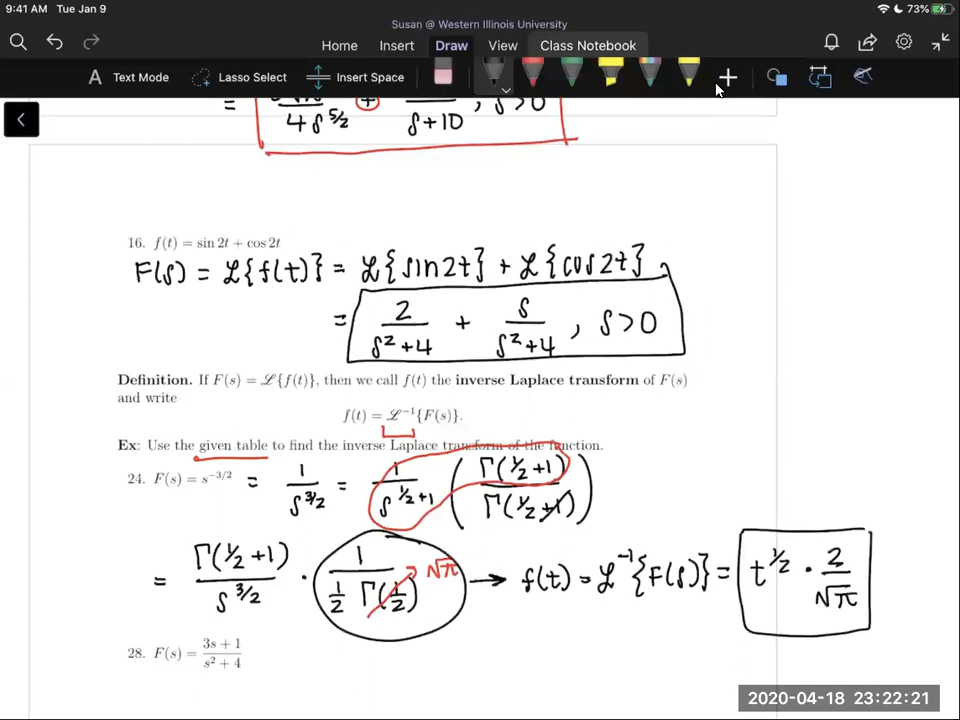 9:41 AM Tue Jan 9
73%
Susan @ Western Illinois University
Home Insert Draw View Class Notebook
A Text Mode Lasso Select Insert Space
= 4s^{5/2} + s+10 , s>0
16. f(t) = sin 2t + cos 2t
F(s) = ℒ{f(t)} = ℒ{sin2t} + ℒ{cos2t}
= 2/(s²+4) + s/(s²+4) , s>0
Definition. If F(s) = ℒ{f(t)}, then we call f(t) the inverse Laplace transform of F(s)
and write
f(t) = ℒ⁻¹{F(s)}.
Ex: Use the given table to find the inverse Laplace transform of the function.
24. F(s) = s^{-3/2} = 1/s^{3/2} = 1/s^{1/2+1} (Γ(1/2+1)/Γ(1/2+1))
= Γ(1/2+1)/s^{3/2} · 1/(1/2 Γ(1/2)) √π → f(t) = ℒ⁻¹{F(s)} = t^{1/2} · 2/√π
28. F(s) = (3s + 1)/(s² + 4)
2020-04-18 23:22:21